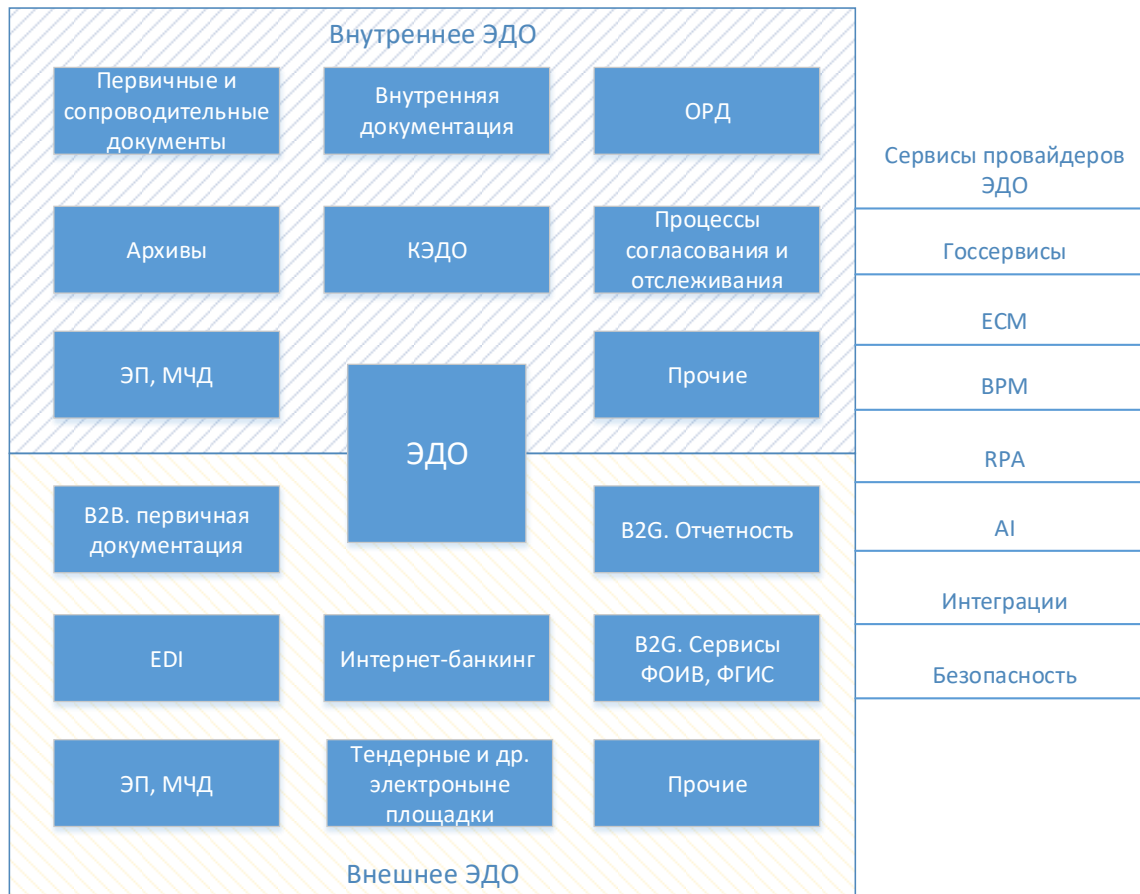 Внутреннее ЭДО
Первичные и
сопроводительные
документы
Внутренняя
документация
ОРД
Архивы
КЭДО
Процессы
согласования и
отслеживания
ЭП, МЧД
Прочие
ЭДО
B2B. первичная
документация
B2G. Отчетность
EDI
Интернет-банкинг
B2G. Сервисы
ФОИВ, ФГИС
ЭП, МЧД
Тендерные и др.
электроныне
площадки
Прочие
Внешнее ЭДО
Сервисы провайдеров
ЭДО
Госсервисы
ECM
BPM
RPA
AI
Интеграции
Безопасность